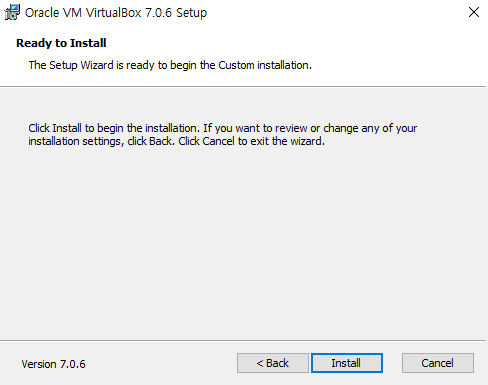 Oracle VM VirtualBox 7.0.6 Setup
Ready to Install
The Setup Wizard is ready to begin the Custom installation.
Click Install to begin the installation. If you want to review or change any of your
installation settings, click Back. Click Cancel to exit the wizard.
Version 7.0.6
< Back
Install
Cancel